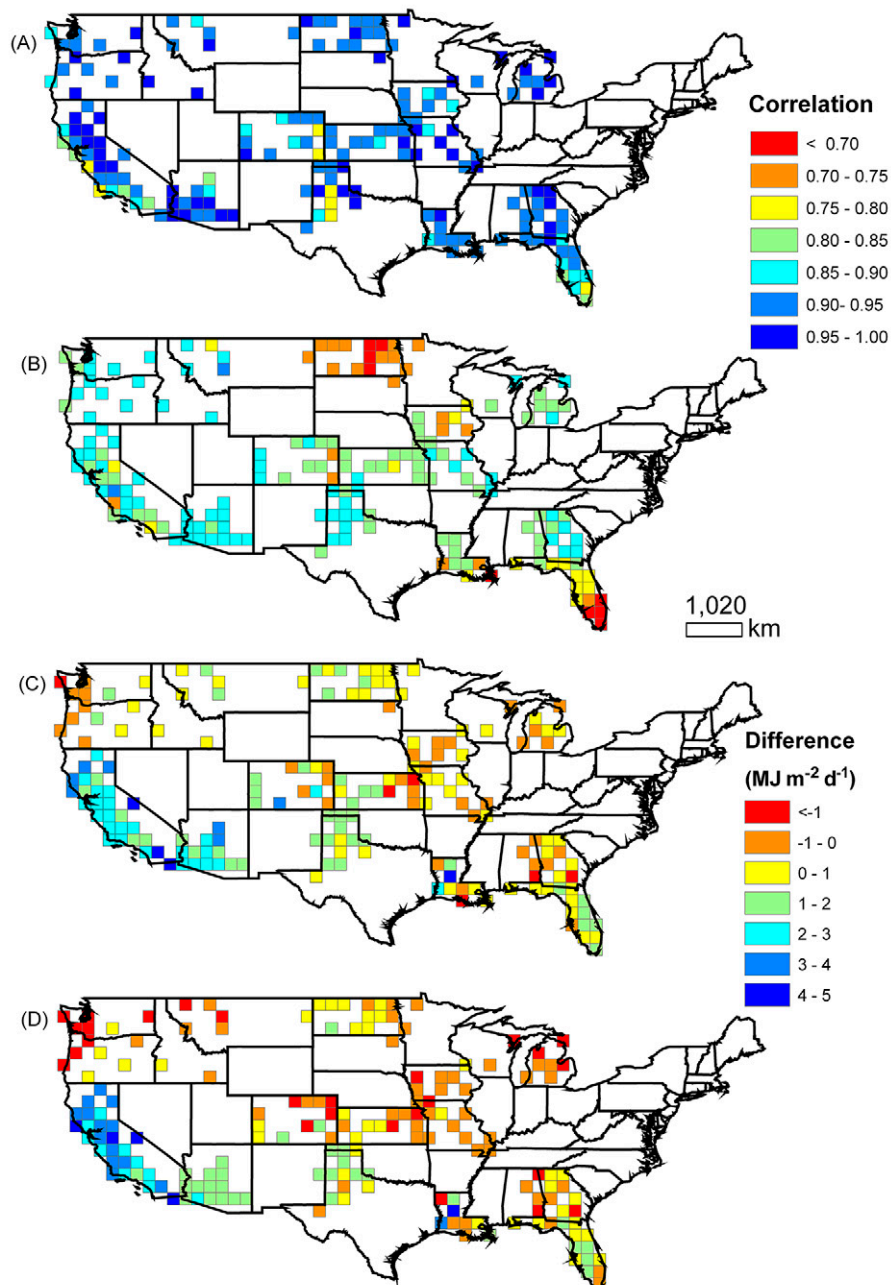 (A)
Correlation
< 0.70
0.70 - 0.75
0.75 - 0.80
0.80 - 0.85
0.85 - 0.90
0.90- 0.95
0.95 - 1.00
(B)
1,020
km
(C)
Difference
(MJ m⁻² d⁻¹)
<-1
-1 - 0
0 - 1
1 - 2
2 - 3
3 - 4
4 - 5
(D)